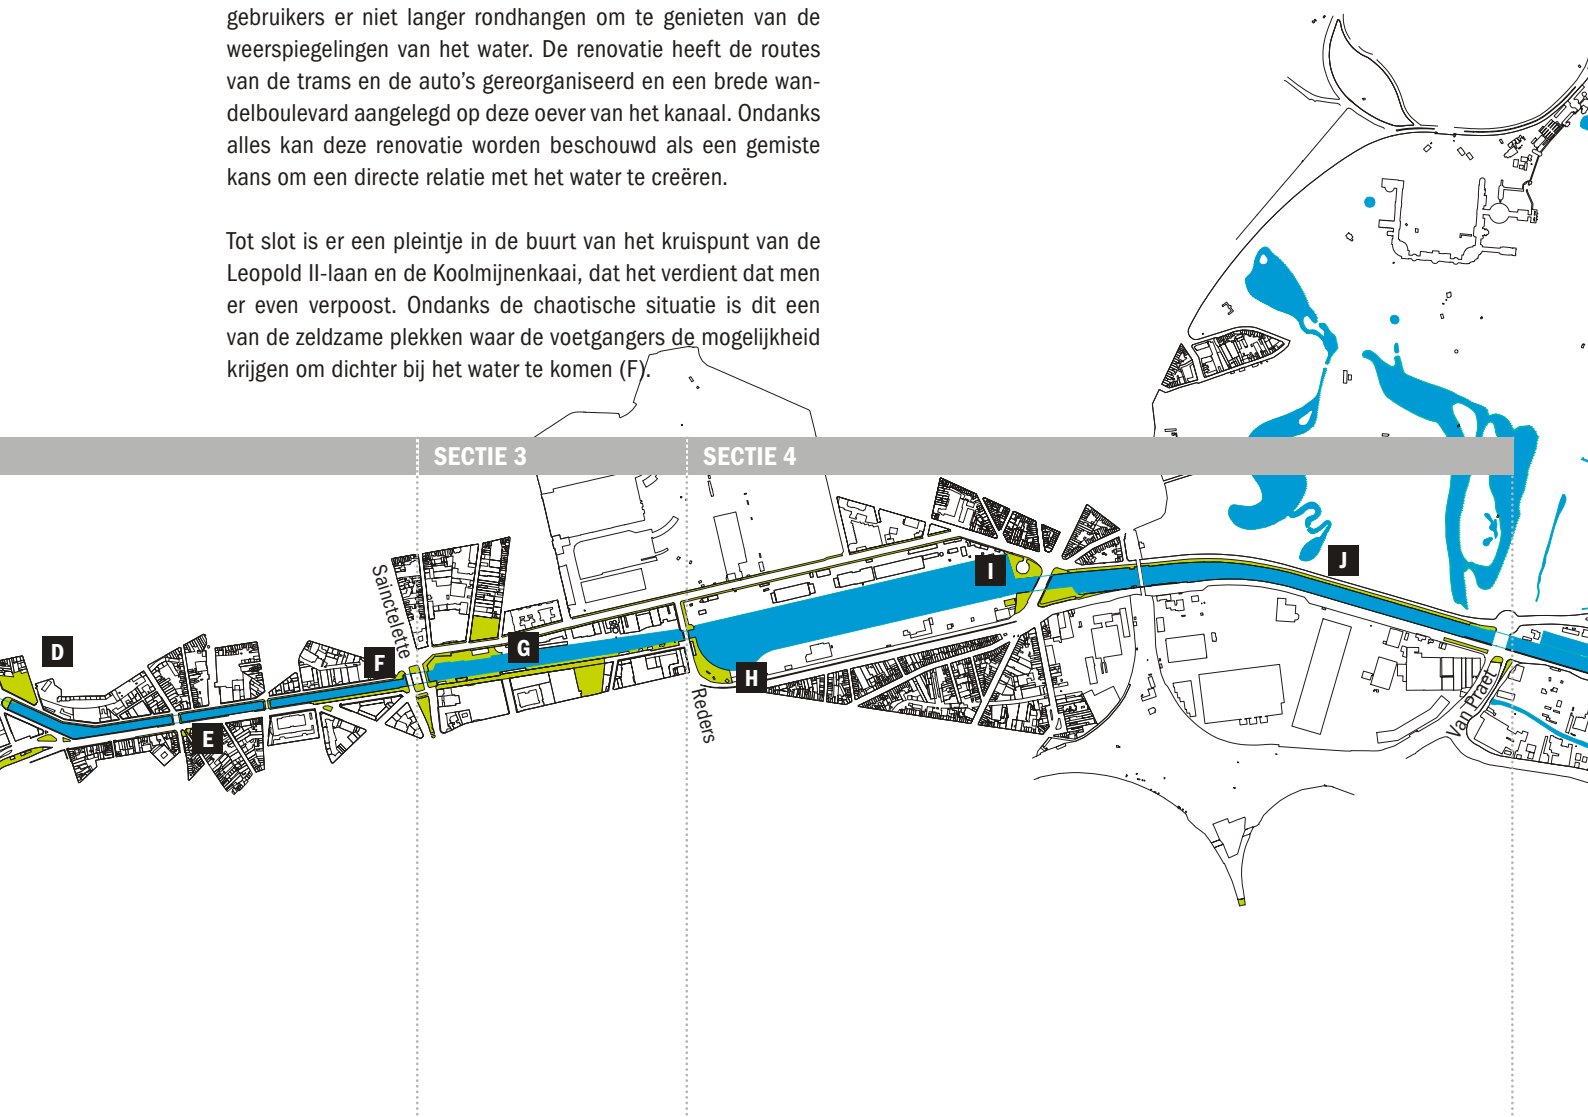 gebruikers er niet langer rondhangen om te genieten van de
weerspiegelingen van het water. De renovatie heeft de routes
van de trams en de auto's gereorganiseerd en een brede wan-
delboulevard aangelegd op deze oever van het kanaal. Ondanks
alles kan deze renovatie worden beschouwd als een gemiste
kans om een directe relatie met het water te creëren.
Tot slot is er een pleintje in de buurt van het kruispunt van de
Leopold II-laan en de Koolmijnenkaai, dat het verdient dat men
er even verpoost. Ondanks de chaotische situatie is dit een
van de zeldzame plekken waar de voetgangers de mogelijkheid
krijgen om dichter bij het water te komen (F).
SECTIE 3
SECTIE 4
Sainctelette
Reders
Van Praet
D
E
F
G
H
I
J